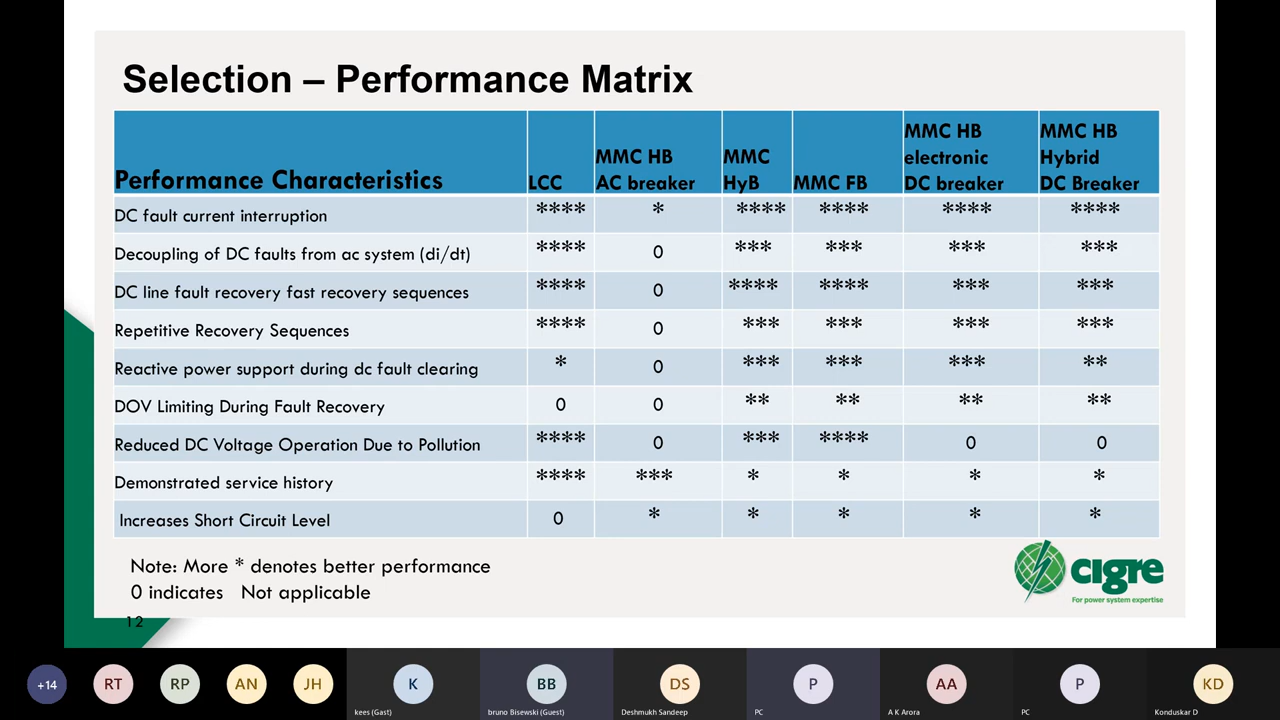 Selection – Performance Matrix
Performance Characteristics LCC MMC HB AC breaker MMC HyB MMC FB MMC HB electronic DC breaker MMC HB Hybrid DC Breaker
DC fault current interruption **** * **** **** **** ****
Decoupling of DC faults from ac system (di/dt) **** 0 *** *** *** ***
DC line fault recovery fast recovery sequences **** 0 **** **** *** ***
Repetitive Recovery Sequences **** 0 *** *** *** ***
Reactive power support during dc fault clearing * 0 *** *** *** **
DOV Limiting During Fault Recovery 0 0 ** ** ** **
Reduced DC Voltage Operation Due to Pollution **** 0 *** **** 0 0
Demonstrated service history **** *** * * * *
Increases Short Circuit Level 0 * * * * *
Note: More * denotes better performance
0 indicates Not applicable
12
cigre
For power system expertise
+14 RT RP AN JH K BB DS P AA P KD
kees (Gast) bruno Bisewski (Guest) Deshmukh Sandeep PC A K Arora PC Konduskar D